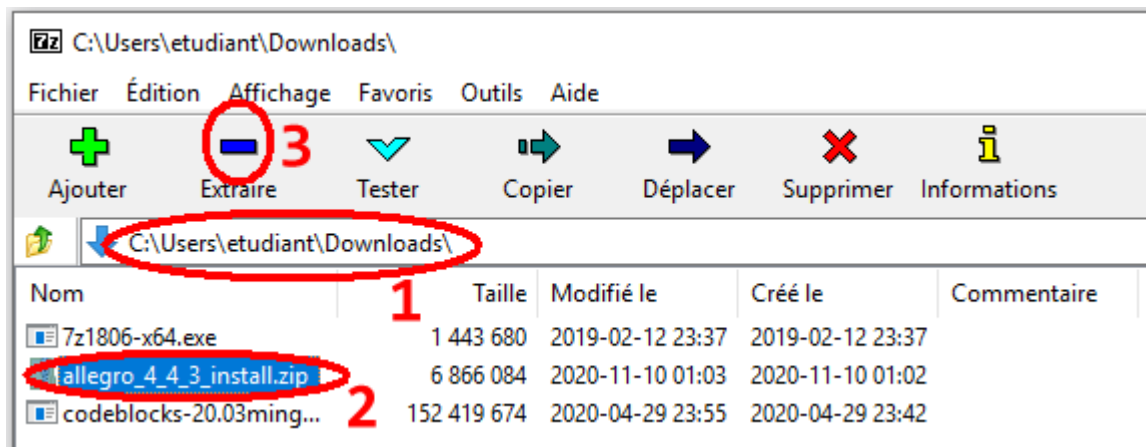 7z C:\Users\etudiant\Downloads\
Fichier Édition Affichage Favoris Outils Aide
3
Ajouter Extraire Tester Copier Déplacer Supprimer Informations
C:\Users\etudiant\Downloads\
1
Nom Taille Modifié le Créé le Commentaire
7z1806-x64.exe 1 443 680 2019-02-12 23:37 2019-02-12 23:37
allegro_4_4_3_install.zip 6 866 084 2020-11-10 01:03 2020-11-10 01:02
2
codeblocks-20.03ming... 152 419 674 2020-04-29 23:55 2020-04-29 23:42